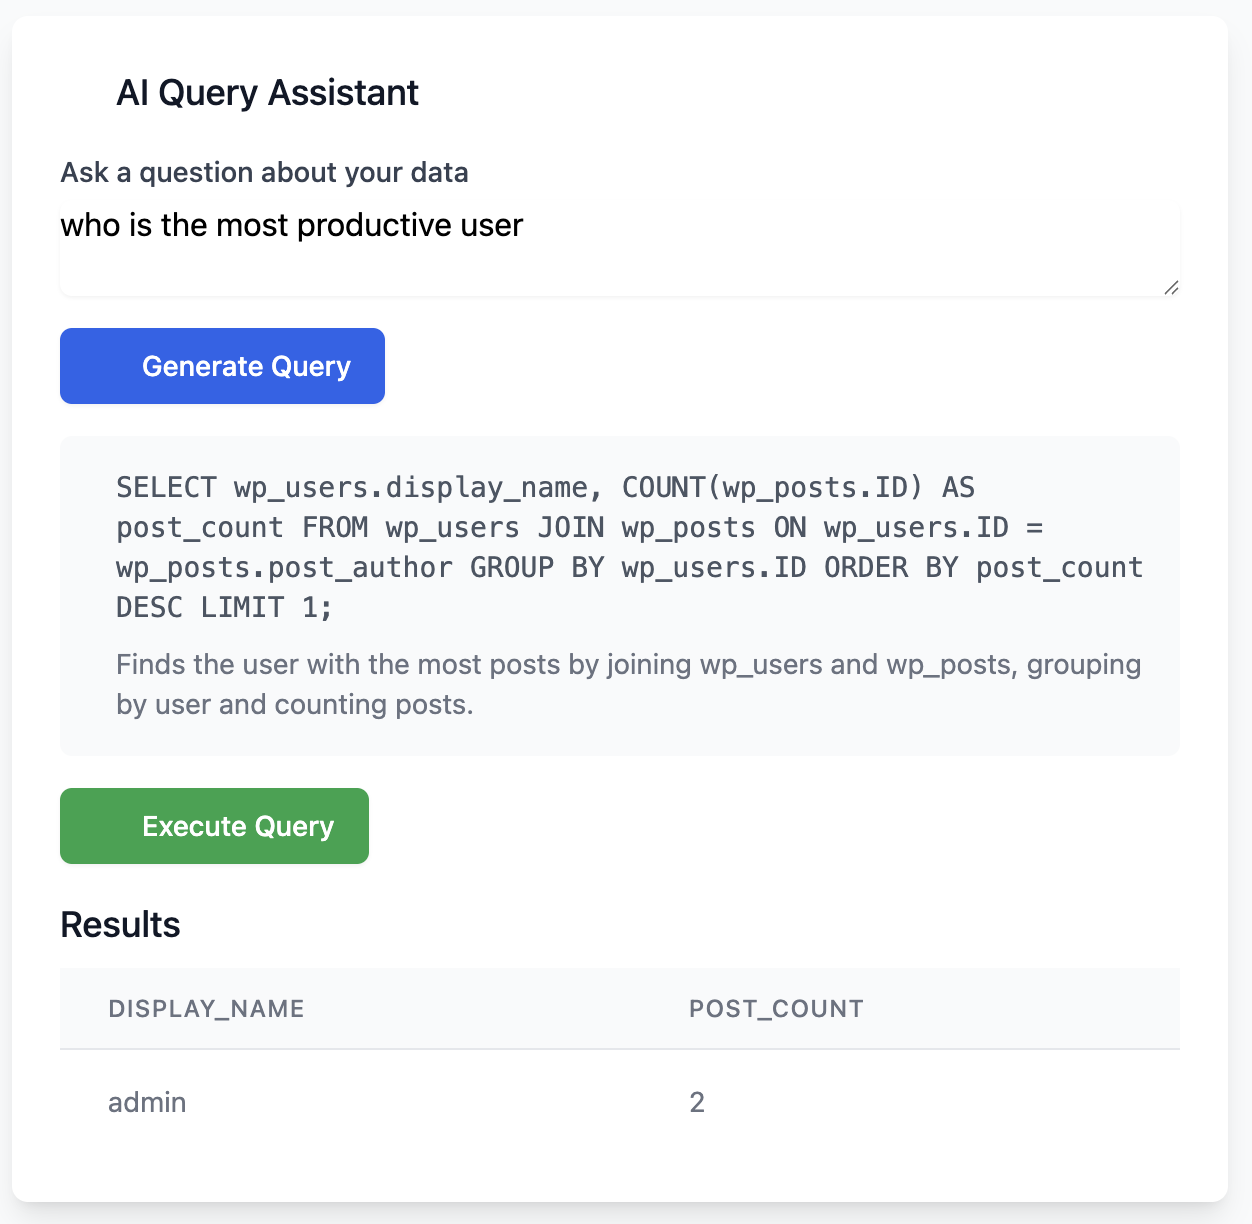 AI Query Assistant
Ask a question about your data
who is the most productive user
Generate Query
SELECT wp_users.display_name, COUNT(wp_posts.ID) AS
post_count FROM wp_users JOIN wp_posts ON wp_users.ID =
wp_posts.post_author GROUP BY wp_users.ID ORDER BY post_count
DESC LIMIT 1;
Finds the user with the most posts by joining wp_users and wp_posts, grouping
by user and counting posts.
Execute Query
Results
DISPLAY_NAME POST_COUNT
admin 2